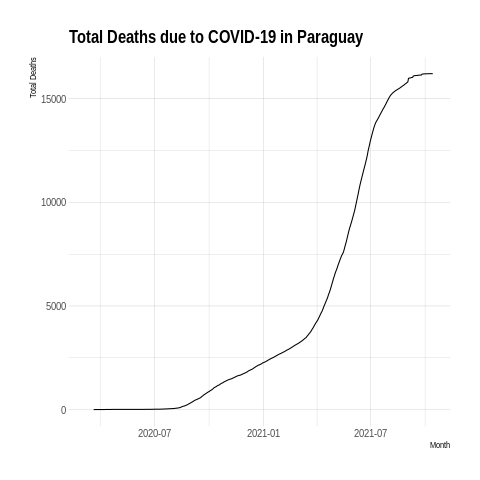 Total Deaths due to COVID-19 in Paraguay
Total Deaths
15000
10000
5000
0
2020-07 2021-01 2021-07
Month